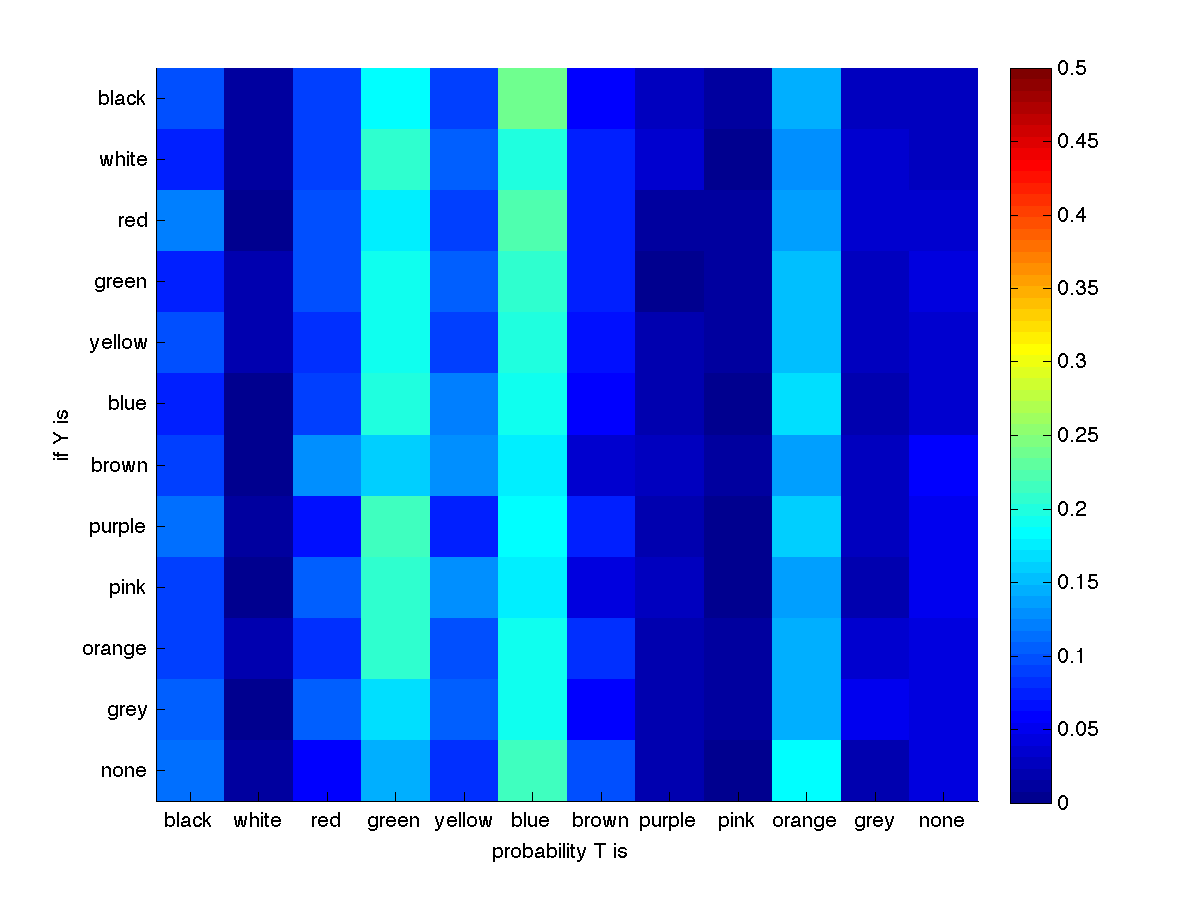 black
white
red
green
yellow
blue
brown
purple
pink
orange
grey
none
if Y is
black white red green yellow blue brown purple pink orange grey none
probability T is
0.5
0.45
0.4
0.35
0.3
0.25
0.2
0.15
0.1
0.05
0